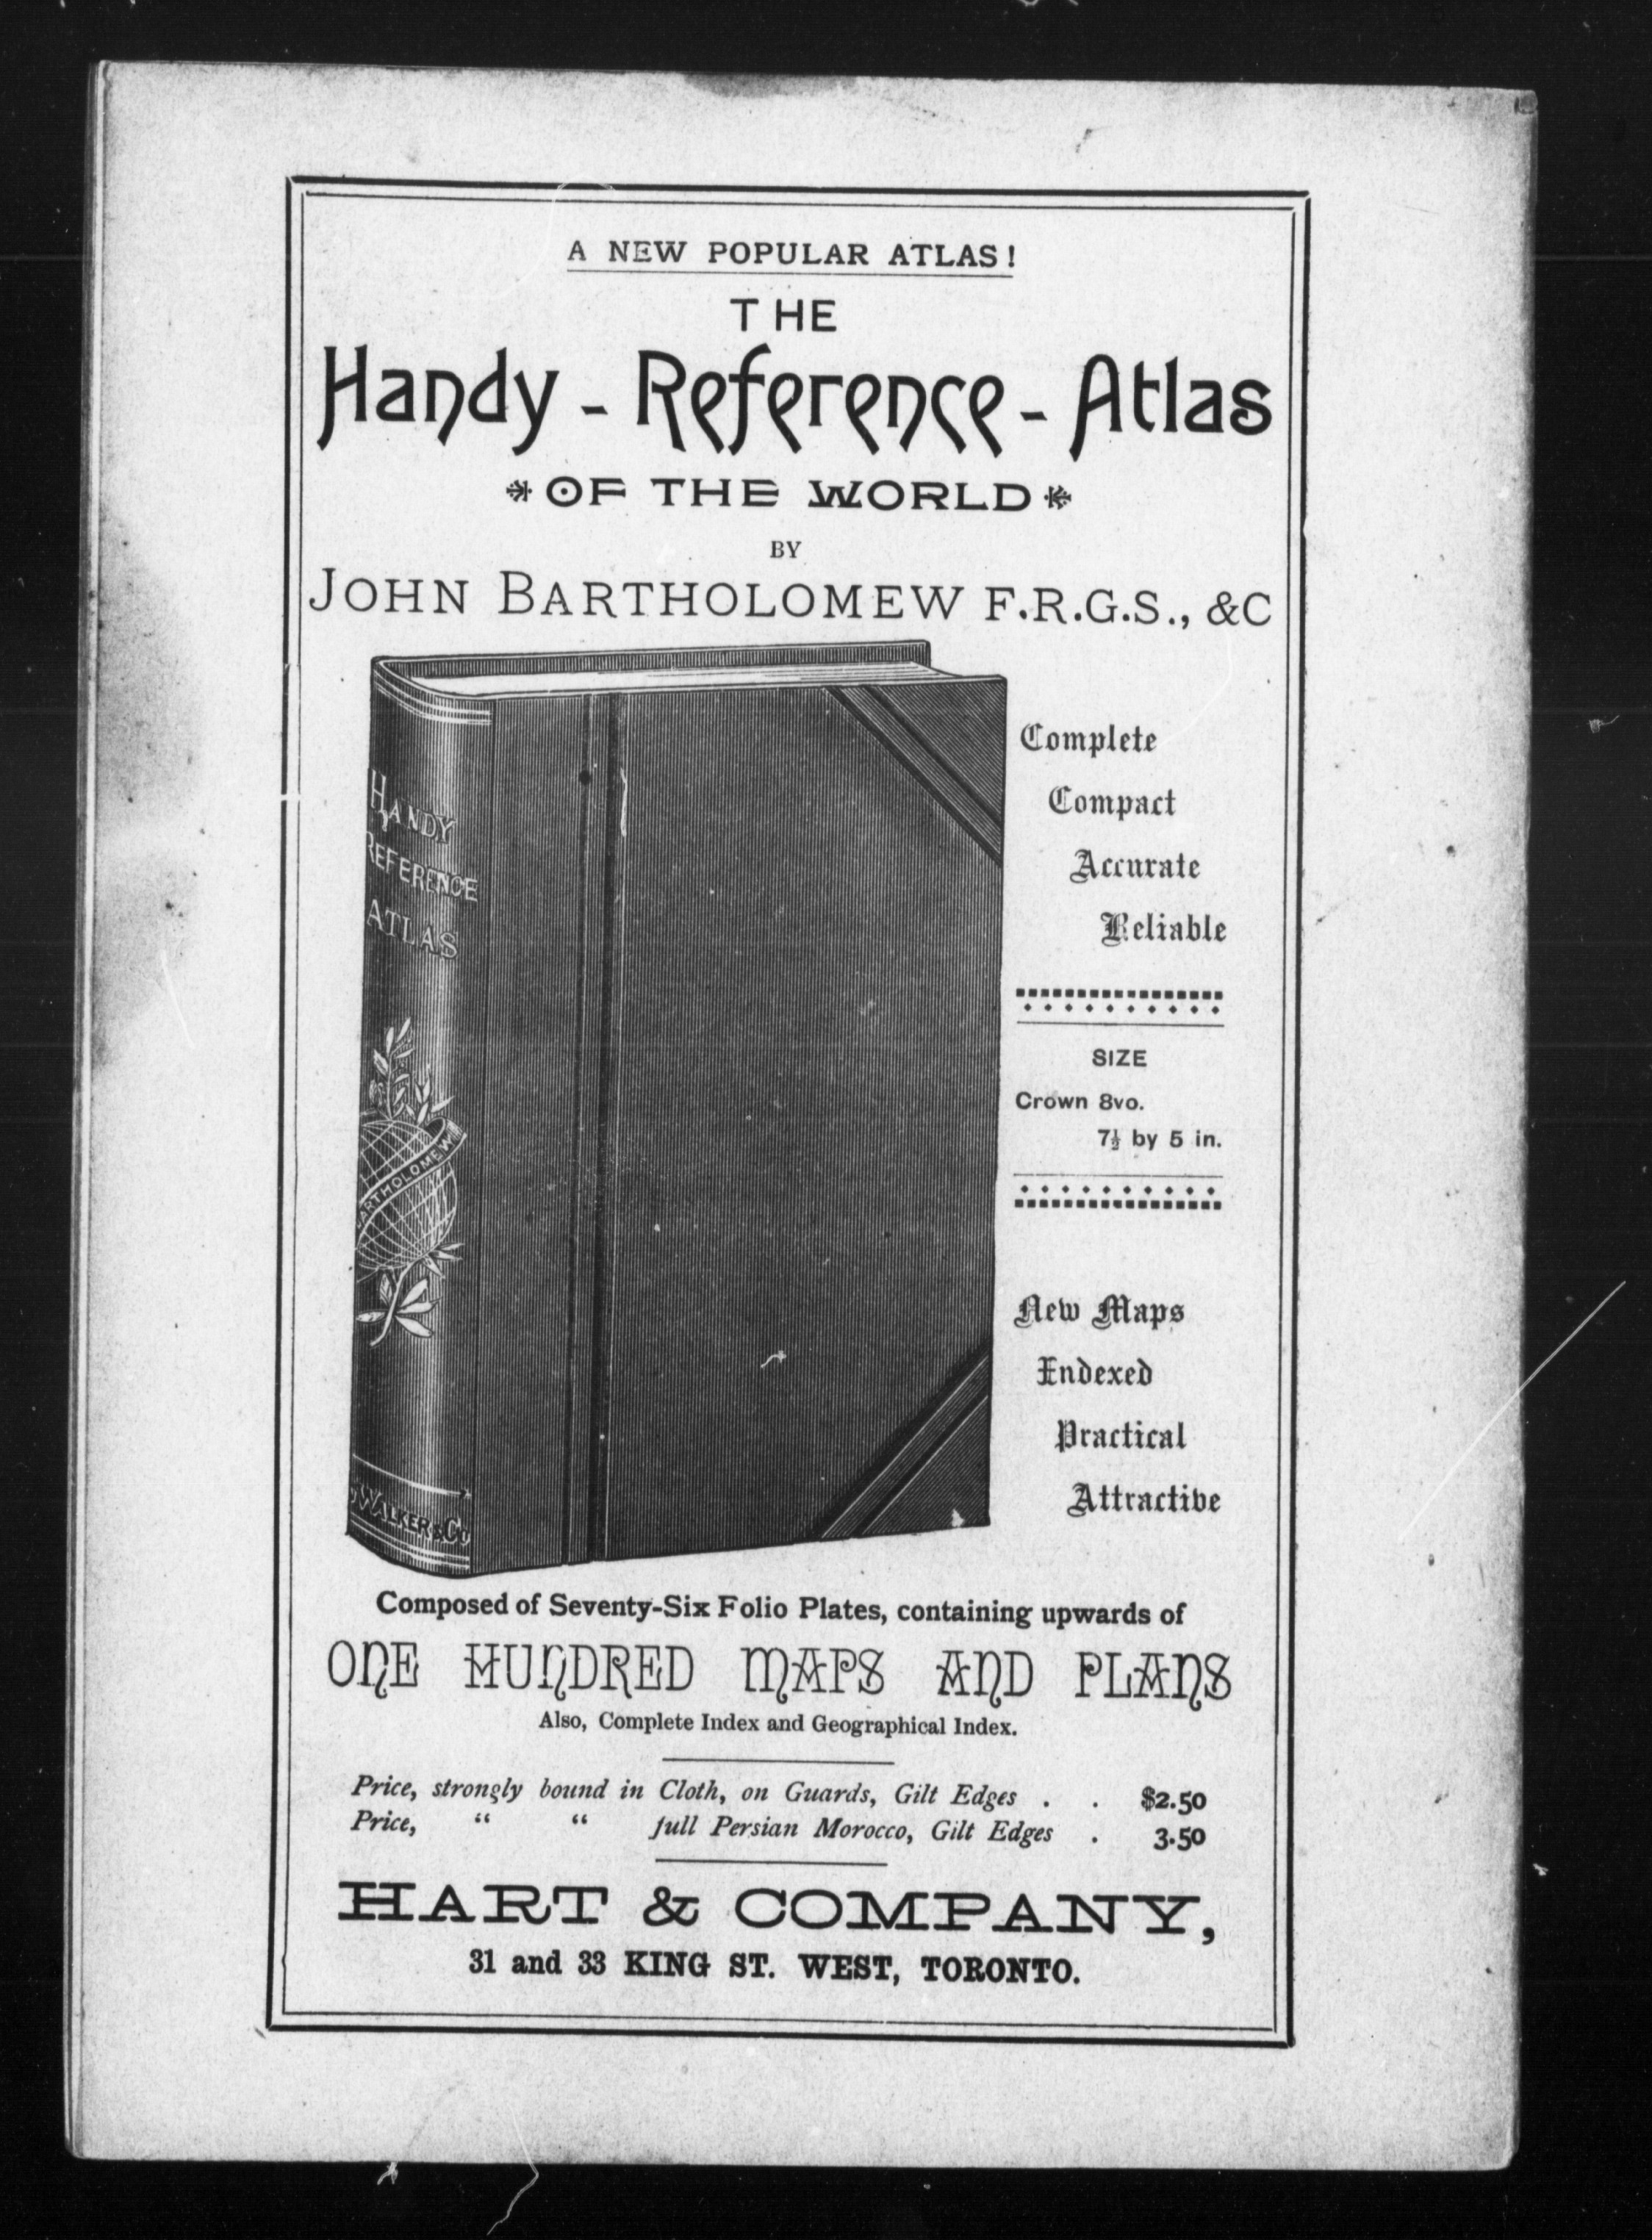 A NEW POPULAR ATLAS!
THE
Handy - Reference - Atlas
OF THE WORLD
BY
JOHN BARTHOLOMEW F.R.G.S., &C
HANDY
REFERENCE
ATLAS
BARTHOLOMEW
WALKER & Co
Complete
Compact
Accurate
Reliable
SIZE
Crown 8vo.
7½ by 5 in.
New Maps
Indexed
Practical
Attractive
Composed of Seventy-Six Folio Plates, containing upwards of
ONE HUNDRED MAPS AND PLANS
Also, Complete Index and Geographical Index.
Price, strongly bound in Cloth, on Guards, Gilt Edges . . $2.50
Price, “ “ full Persian Morocco, Gilt Edges . 3.50
HART & COMPANY,
31 and 33 KING ST. WEST, TORONTO.